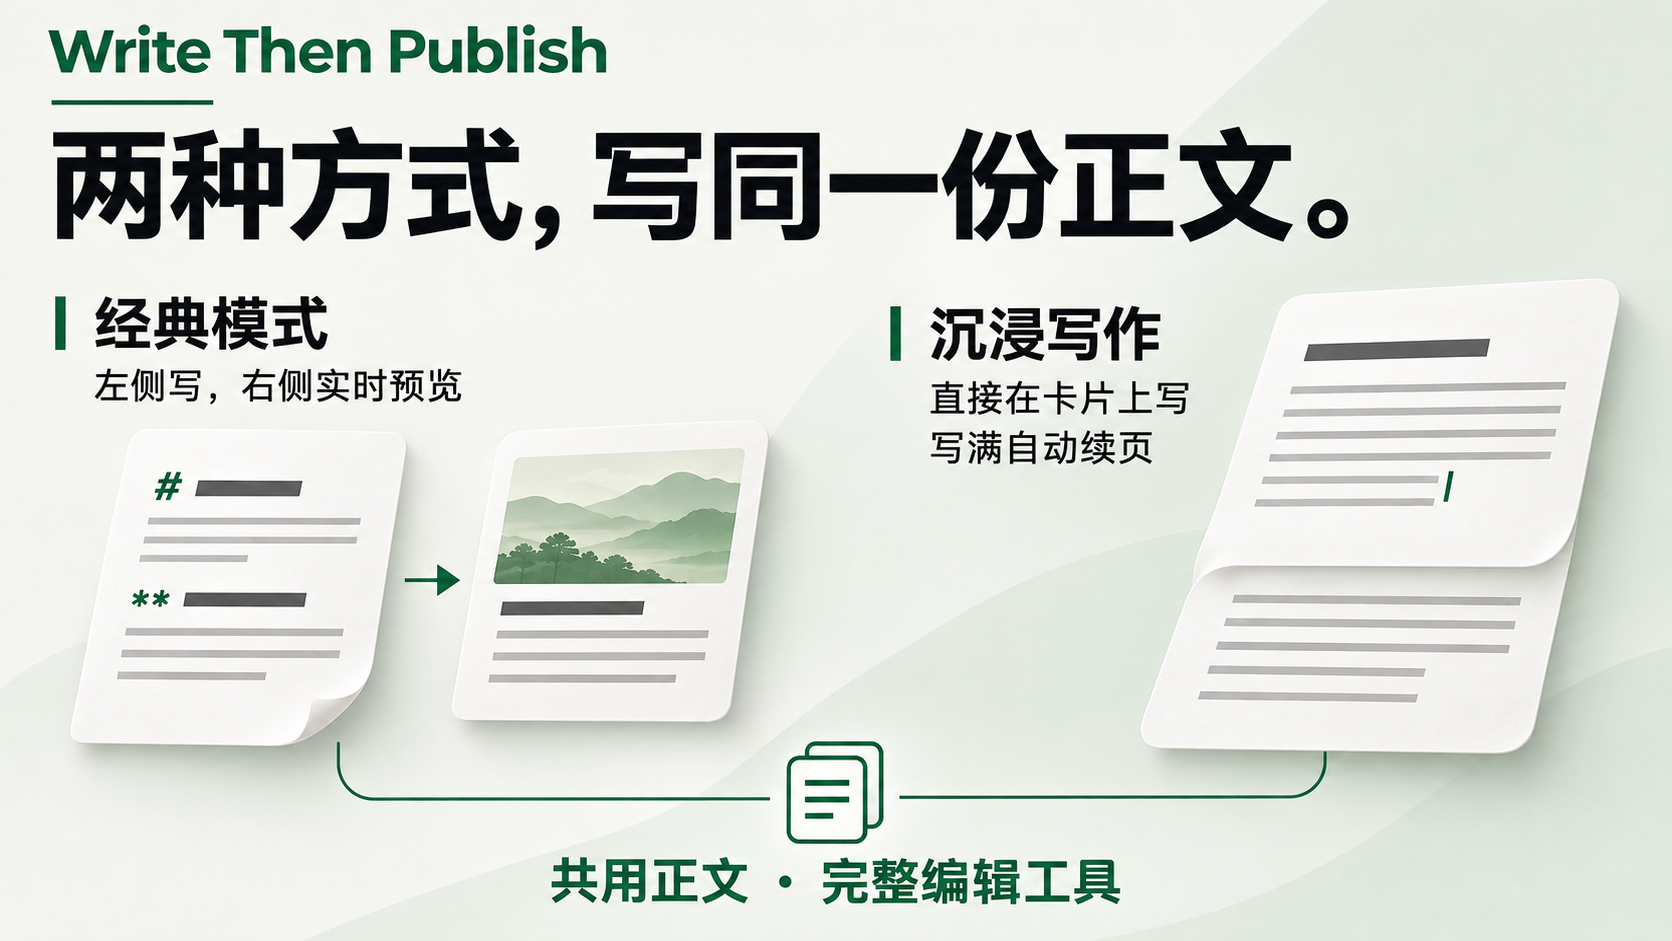 Write Then Publish
两种方式，写同一份正文。
经典模式
左侧写，右侧实时预览
#
**
沉浸写作
直接在卡片上写
写满自动续页
共用正文 · 完整编辑工具